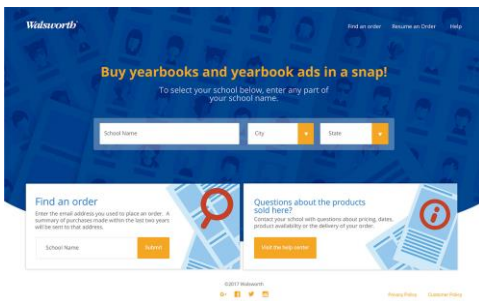 Walsworth
Find an order Resume an Order Help
Buy yearbooks and yearbook ads in a snap!
To select your school below, enter any part of
your school name.
School Name City State
Find an order
Enter the email address you used to place an order. A
summary of purchases made within the last two years
will be sent to that address.
School Name Submit
Questions about the products
sold here?
Contact your school with questions about pricing, dates,
product availability or the delivery of your order.
Visit the help center
©2017 Walsworth
Privacy Policy Customer Policy